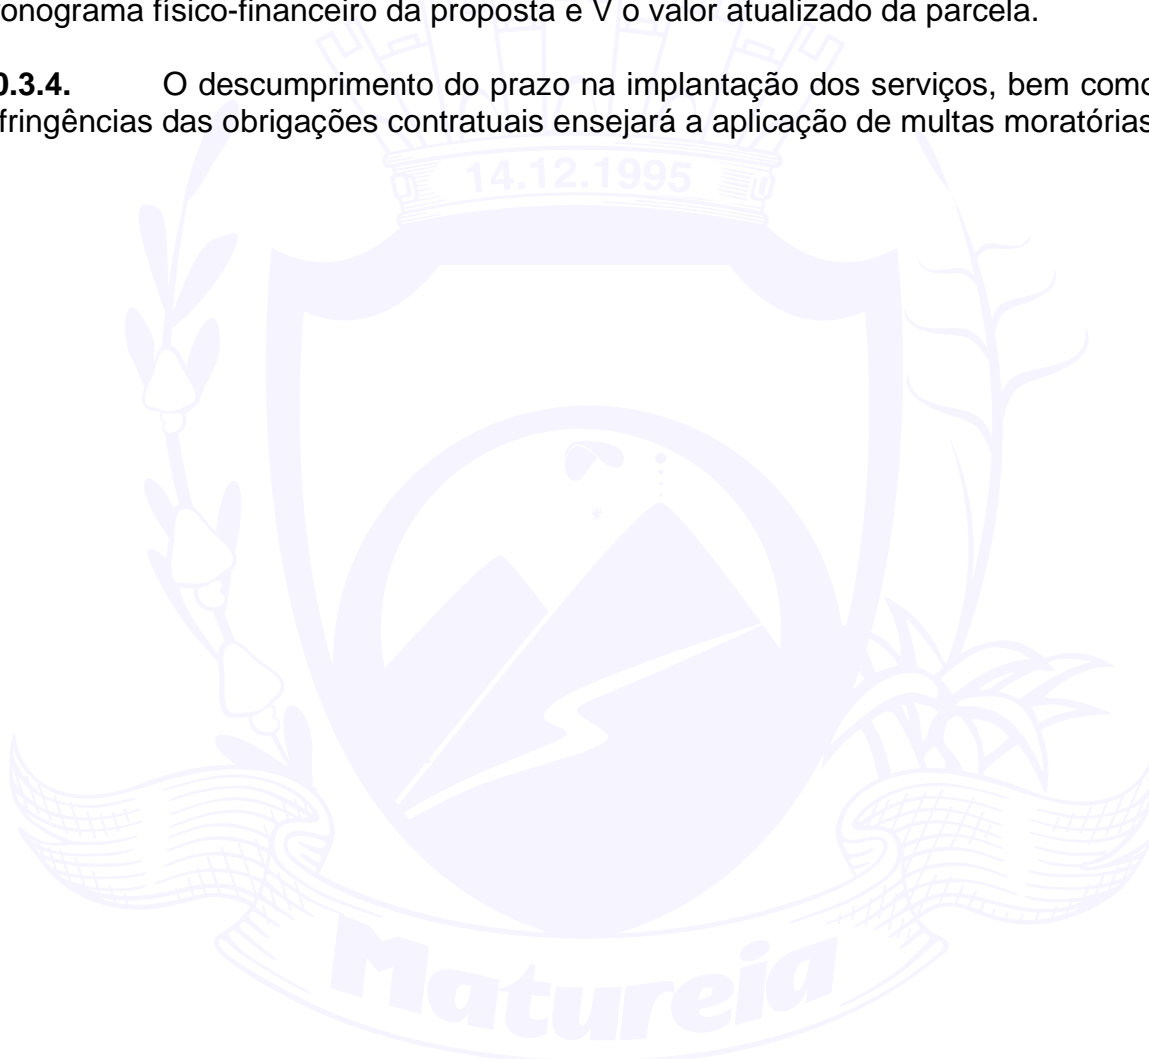 ronograma físico-financeiro da proposta e V o valor atualizado da parcela.
0.3.4. O descumprimento do prazo na implantação dos serviços, bem como
fringências das obrigações contratuais ensejará a aplicação de multas moratórias
14.12.1995
Matureia